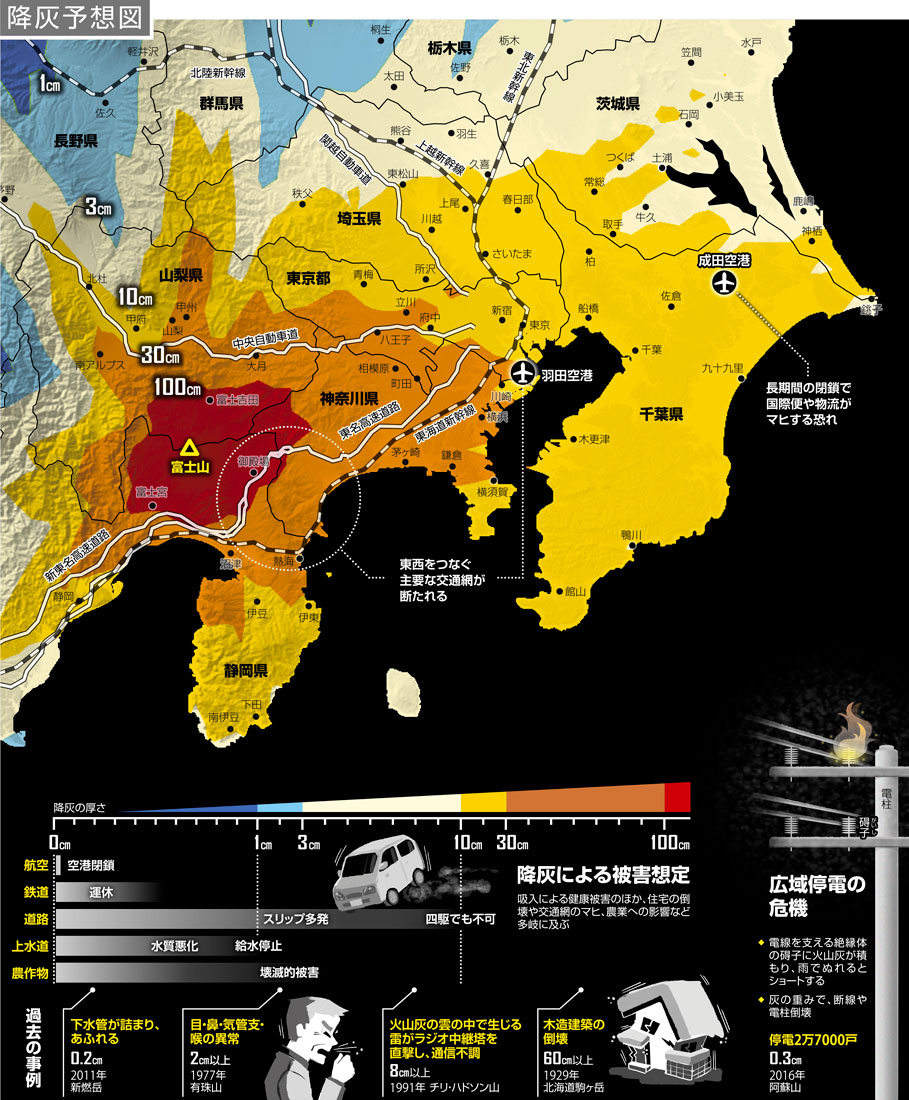 降灰予想図
桐生
栃木県
栃木
佐野
東北新幹線
笠間
水戸
軽井沢
北陸新幹線
太田
1cm
佐久
群馬県
茨城県
小美玉
石岡
長野県
熊谷
羽生
関越自動車道
上越新幹線
久喜
つくば
土浦
東松山
常総
秩父
上尾
春日部
牛久
鹿嶋
3cm
埼玉県
川越
取手
神栖
さいたま
柏
成田空港
山梨県
東京都
青梅
所沢
北杜
10cm
甲州
立川
新宿
船橋
佐倉
銚子
甲府
山梨
府中
東京
中央自動車道
八王子
30cm
南アルプス
大月
千葉
相模原
町田
羽田空港
九十九里
100cm
富士吉田
神奈川県
川崎
長期間の閉鎖で
国際便や物流が
マヒする恐れ
東名高速道路
横浜
東海道新幹線
千葉県
富士山
御殿場
茅ヶ崎
鎌倉
木更津
富士宮
横須賀
新東名高速道路
鴨川
沼津
熱海
東西をつなぐ
主要な交通網が
断たれる
静岡
館山
伊豆
伊東
静岡県
下田
南伊豆
降灰の厚さ
0cm
1cm
3cm
10cm
30cm
100cm
航空
空港閉鎖
鉄道
運休
道路
スリップ多発
四駆でも不可
上水道
水質悪化
給水停止
農作物
壊滅的被害
降灰による被害想定
吸入による健康被害のほか、住宅の倒
壊や交通網のマヒ、農業への影響など
多岐に及ぶ
過去の事例
下水管が詰まり、
あふれる
0.2cm
2011年
新燃岳
目・鼻・気管支・
喉の異常
2cm以上
1977年
有珠山
火山灰の雲の中で生じる
雷がラジオ中継塔を
直撃し、通信不調
8cm以上
1991年 チリ・ハドソン山
木造建築の
倒壊
60cm以上
1929年
北海道駒ヶ岳
電柱
碍子
がいし
広域停電の
危機
◆ 電線を支える絶縁体
の碍子に火山灰が積
もり、雨でぬれると
ショートする
◆ 灰の重みで、断線や
電柱倒壊
停電2万7000戸
0.3cm
2016年
阿蘇山